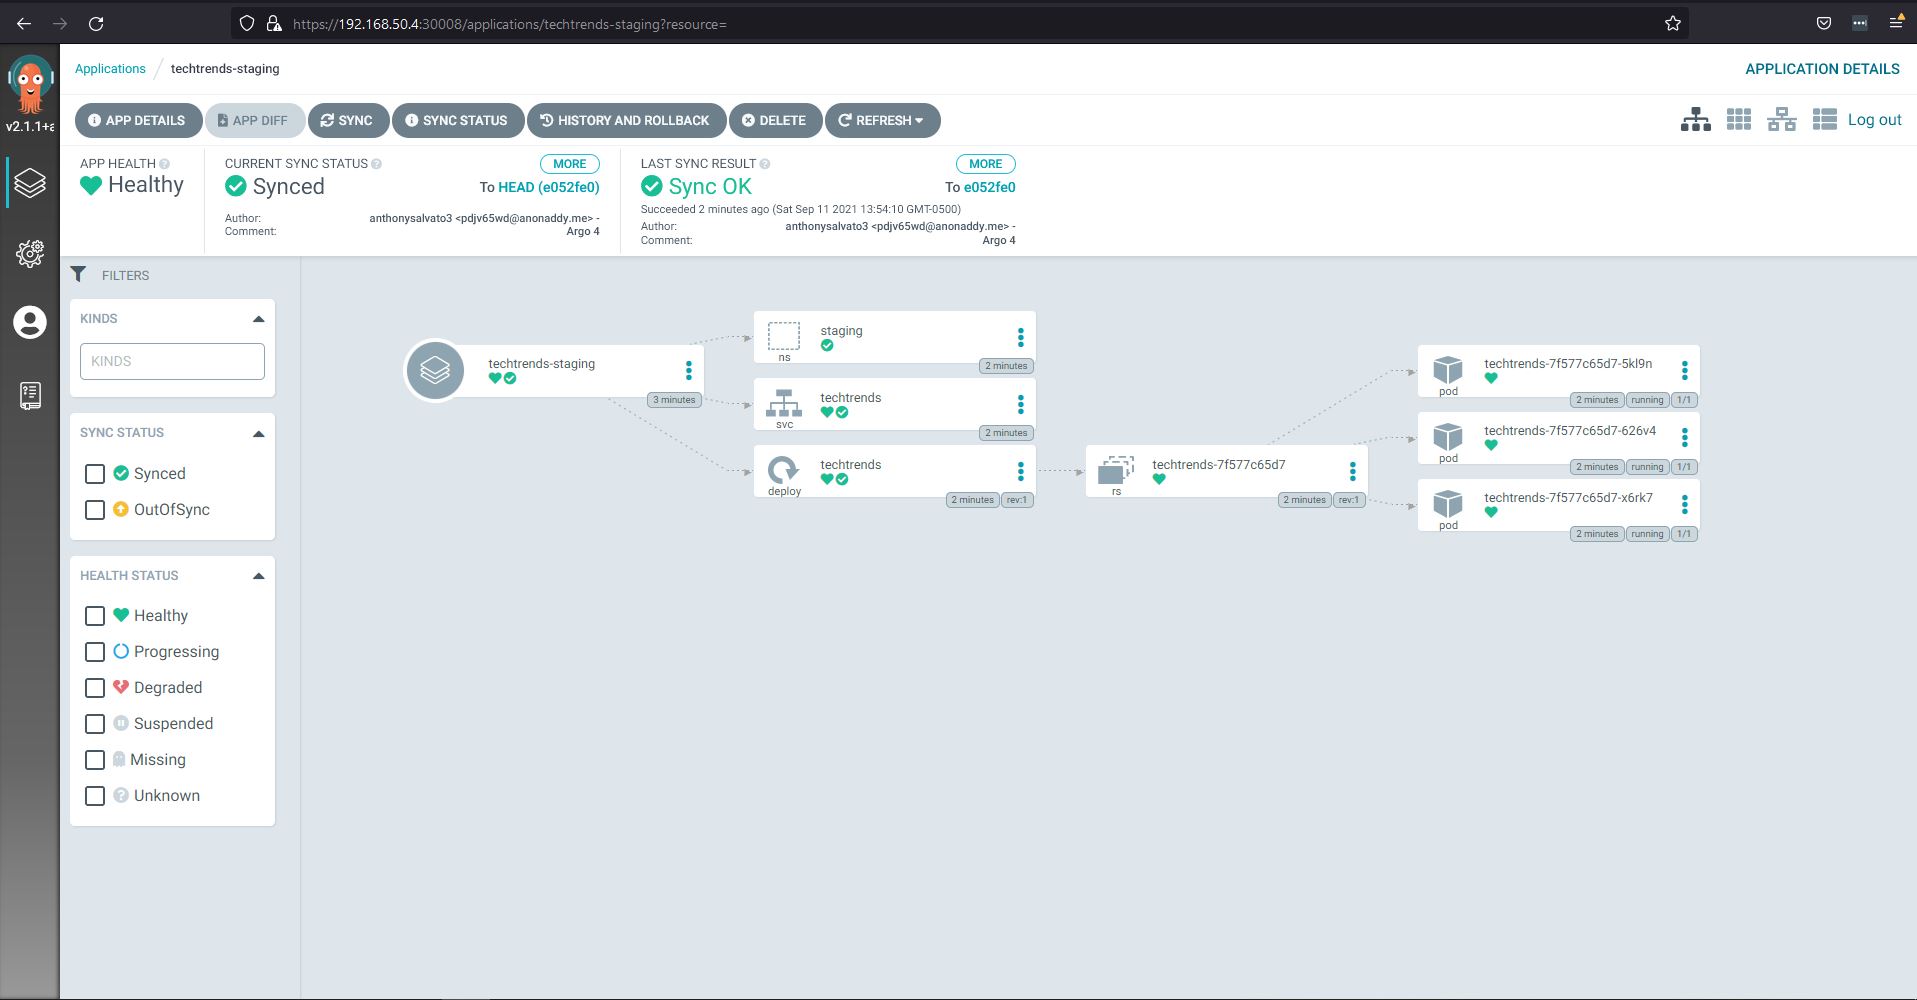 https://192.168.50.4:30008/applications/techtrends-staging?resource=
Applications / techtrends-staging
APPLICATION DETAILS
v2.1.1+a
APP DETAILS
APP DIFF
SYNC
SYNC STATUS
HISTORY AND ROLLBACK
DELETE
REFRESH
Log out
APP HEALTH
Healthy
CURRENT SYNC STATUS
MORE
Synced
To HEAD (e052fe0)
Author: anthonysalvato3 <pdjv65wd@anonaddy.me> -
Comment: Argo 4
LAST SYNC RESULT
MORE
Sync OK
To e052fe0
Succeeded 2 minutes ago (Sat Sep 11 2021 13:54:10 GMT-0500)
Author: anthonysalvato3 <pdjv65wd@anonaddy.me> -
Comment: Argo 4
FILTERS
KINDS
KINDS
SYNC STATUS
Synced
OutOfSync
HEALTH STATUS
Healthy
Progressing
Degraded
Suspended
Missing
Unknown
techtrends-staging
3 minutes
staging
ns
2 minutes
techtrends
svc
2 minutes
techtrends
deploy
2 minutes rev:1
techtrends-7f577c65d7
rs
2 minutes rev:1
techtrends-7f577c65d7-5kl9n
pod
2 minutes running 1/1
techtrends-7f577c65d7-626v4
pod
2 minutes running 1/1
techtrends-7f577c65d7-x6rk7
pod
2 minutes running 1/1